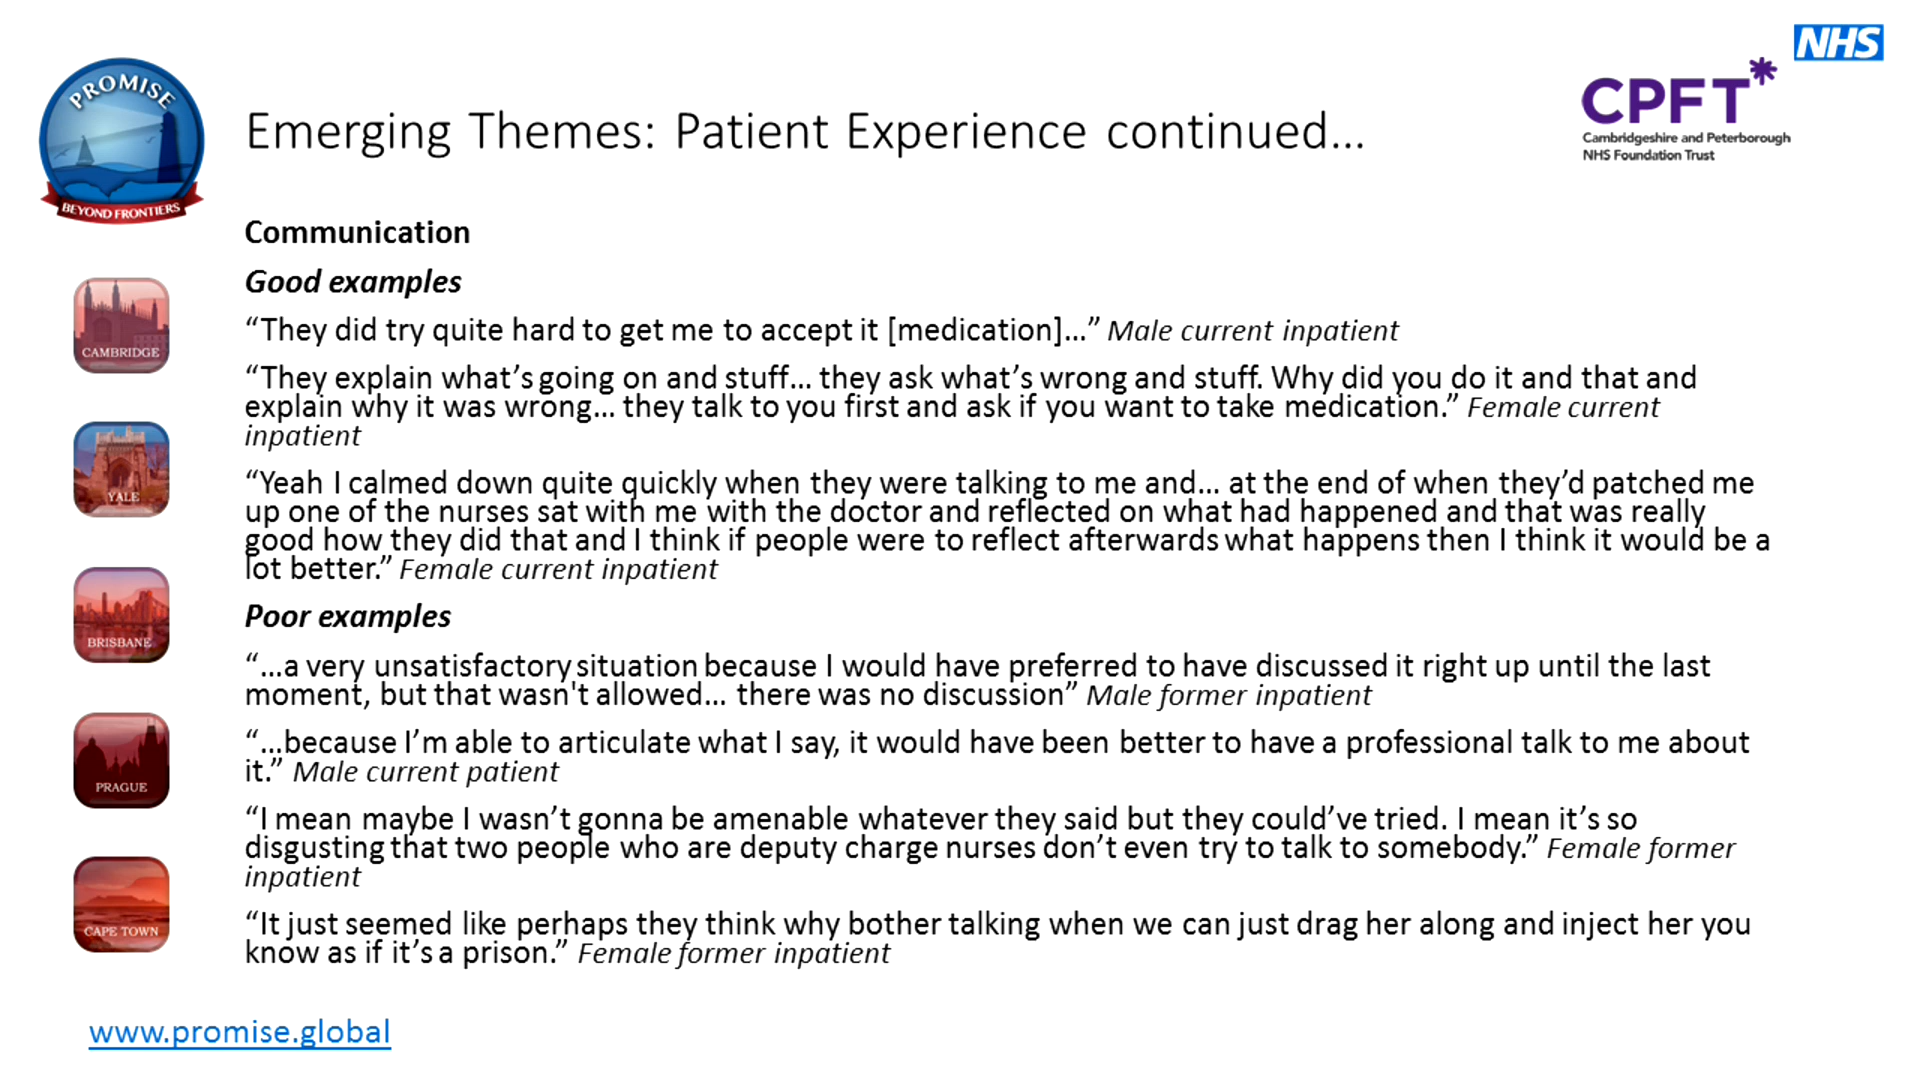 NHS
PROMISE
BEYOND FRONTIERS
CPFT*
Cambridgeshire and Peterborough
NHS Foundation Trust
Emerging Themes: Patient Experience continued…
Communication
Good examples
“They did try quite hard to get me to accept it [medication]…” Male current inpatient
“They explain what’s going on and stuff… they ask what’s wrong and stuff. Why did you do it and that and
explain why it was wrong… they talk to you first and ask if you want to take medication.” Female current
inpatient
“Yeah I calmed down quite quickly when they were talking to me and… at the end of when they’d patched me
up one of the nurses sat with me with the doctor and reflected on what had happened and that was really
good how they did that and I think if people were to reflect afterwards what happens then I think it would be a
lot better.” Female current inpatient
Poor examples
“…a very unsatisfactory situation because I would have preferred to have discussed it right up until the last
moment, but that wasn't allowed… there was no discussion” Male former inpatient
“…because I’m able to articulate what I say, it would have been better to have a professional talk to me about
it.” Male current patient
“I mean maybe I wasn’t gonna be amenable whatever they said but they could’ve tried. I mean it’s so
disgusting that two people who are deputy charge nurses don’t even try to talk to somebody.” Female former
inpatient
“It just seemed like perhaps they think why bother talking when we can just drag her along and inject her you
know as if it’s a prison.” Female former inpatient
CAMBRIDGE
YALE
BRISBANE
PRAGUE
CAPE TOWN
www.promise.global